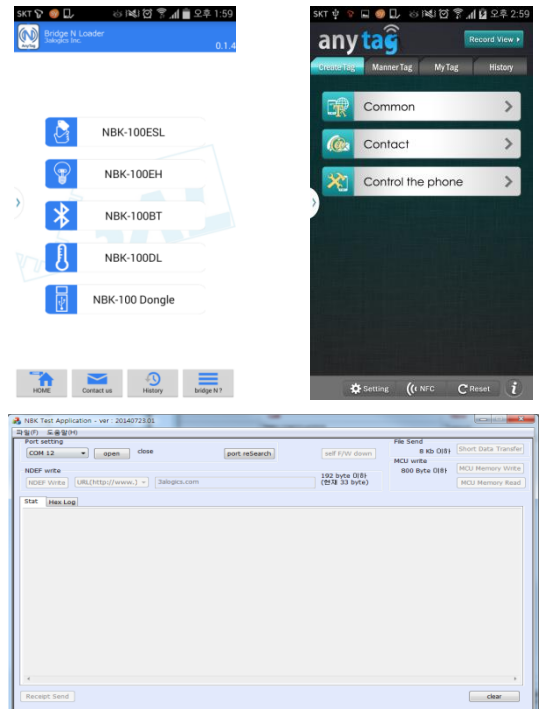 SKT
오후 1:59
Bridge N Loader
3alogics Inc.
0.1.4
AnyTag
NBK-100ESL
NBK-100EH
NBK-100BT
NBK-100DL
NBK-100 Dongle
HOME
Contact us
History
bridge N ?
SKT
오후 2:59
anytag
Record View
Create Tag
Manner Tag
My Tag
History
Common
Contact
Control the phone
Setting
NFC
Reset
i
NBK Test Application - ver : 20140723.01
파일(F) 도움말(H)
Port setting
COM 12
open
close
port reSearch
self F/W down
File Send
8 Kb 이하
Short Data Transfer
MCU write
800 Byte 이하
MCU Memory Write
MCU Memory Read
NDEF write
NDEF Write
URL(http://www.)
3alogics.com
192 byte 이하
(현재 33 byte)
Stat
Hex Log
Receipt Send
clear